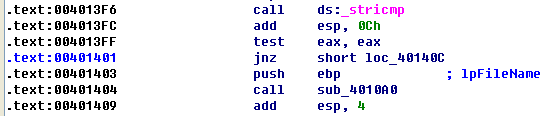 .text:004013F6 call ds:_stricmp
.text:004013FC add esp, 0Ch
.text:004013FF test eax, eax
.text:00401401 jnz short loc_40140C
.text:00401403 push ebp ; lpFileName
.text:00401404 call sub_4010A0
.text:00401409 add esp, 4